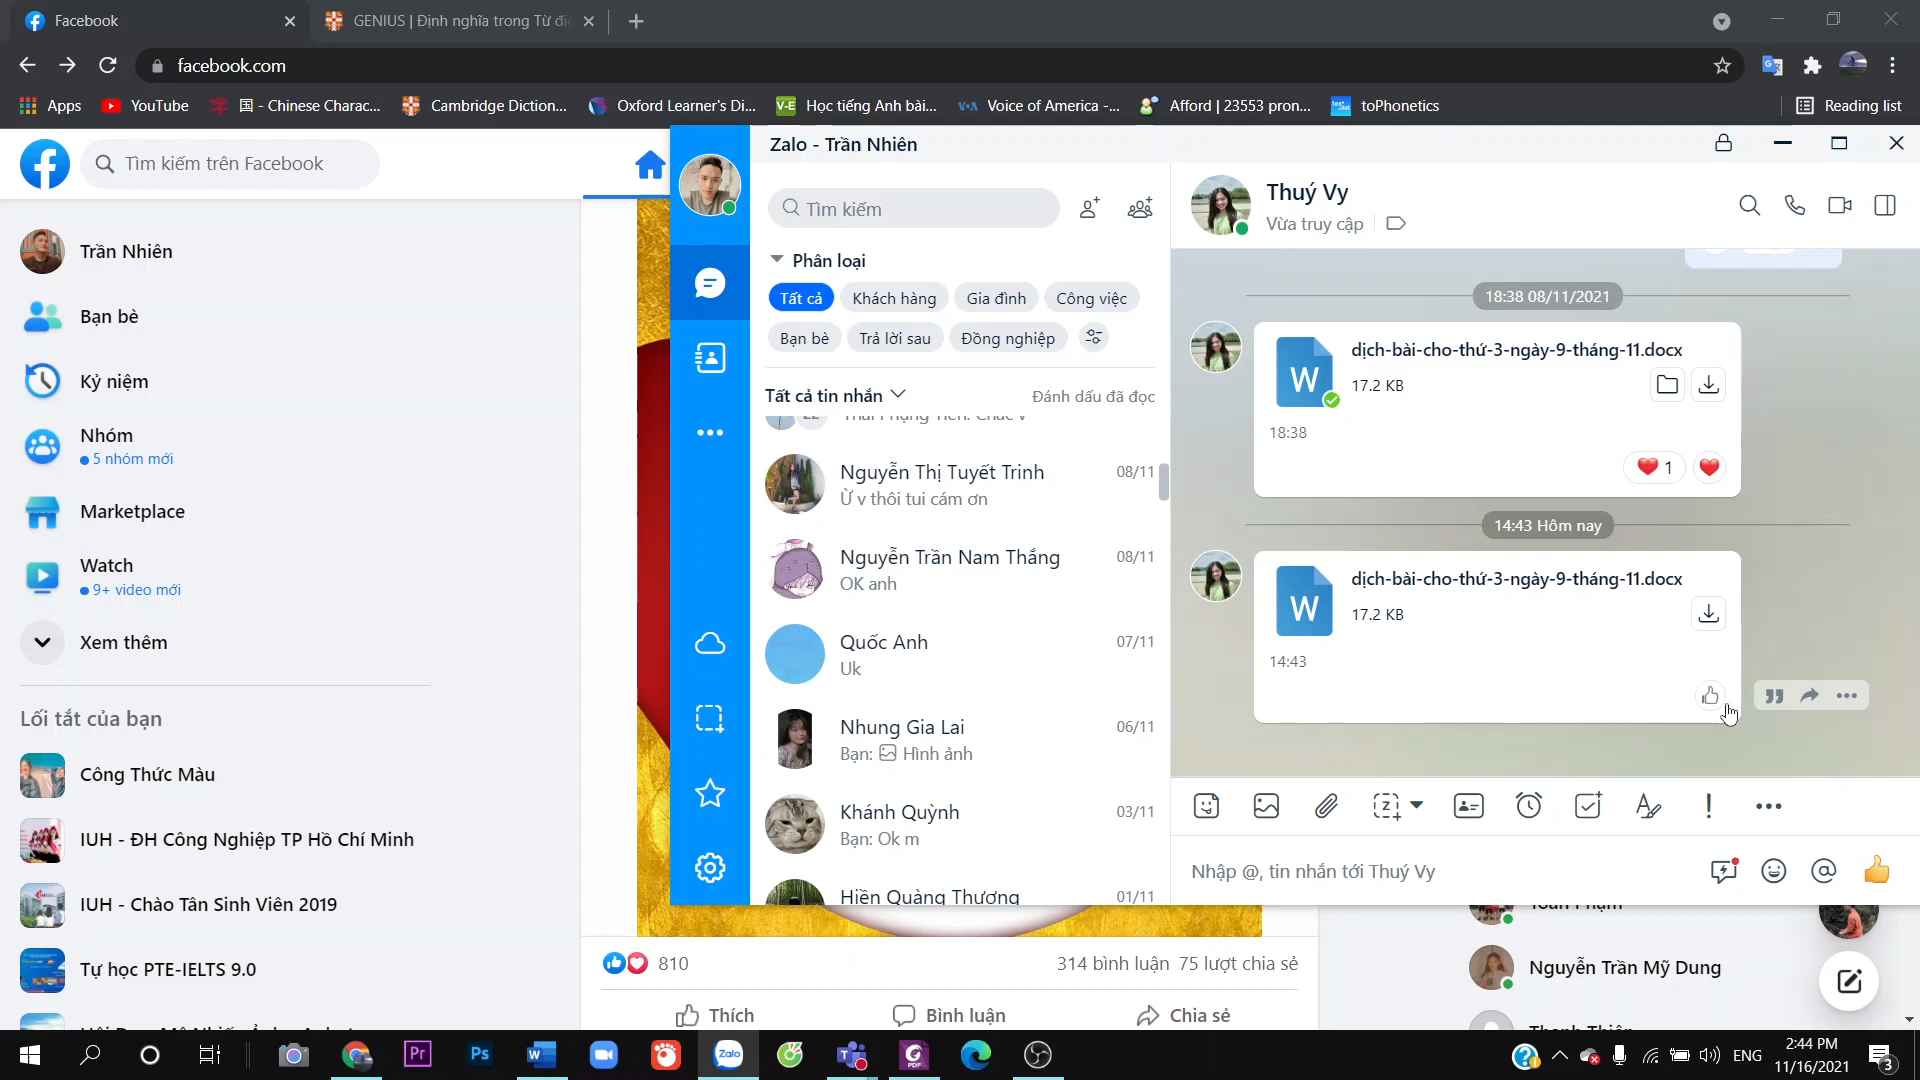 Facebook
GENIUS | Định nghĩa trong Từ điể
facebook.com
Apps
YouTube
国 - Chinese Charac...
Cambridge Diction...
Oxford Learner's Di...
Học tiếng Anh bài...
Voice of America -...
Afford | 23553 pron...
toPhonetics
Reading list
Tìm kiếm trên Facebook
Trần Nhiên
Bạn bè
Kỷ niệm
Nhóm
5 nhóm mới
Marketplace
Watch
9+ video mới
Xem thêm
Lối tắt của bạn
Công Thức Màu
IUH - ĐH Công Nghiệp TP Hồ Chí Minh
IUH - Chào Tân Sinh Viên 2019
Tự học PTE-IELTS 9.0
Zalo - Trần Nhiên
Tìm kiếm
Phân loại
Tất cả
Khách hàng
Gia đình
Công việc
Bạn bè
Trả lời sau
Đồng nghiệp
Tất cả tin nhắn
Đánh dấu đã đọc
Nguyễn Thị Tuyết Trinh
08/11
Ừ v thôi tui cám ơn
Nguyễn Trần Nam Thắng
08/11
OK anh
Quốc Anh
07/11
Uk
Nhung Gia Lai
06/11
Bạn: Hình ảnh
Khánh Quỳnh
03/11
Bạn: Ok m
Hiền Quàng Thương
01/11
Thuý Vy
Vừa truy cập
18:38 08/11/2021
W
dịch-bài-cho-thứ-3-ngày-9-tháng-11.docx
17.2 KB
18:38
1
14:43 Hôm nay
W
dịch-bài-cho-thứ-3-ngày-9-tháng-11.docx
17.2 KB
14:43
Nhập @, tin nhắn tới Thuý Vy
810
314 bình luận 75 lượt chia sẻ
Thích
Bình luận
Chia sẻ
Nguyễn Trần Mỹ Dung
Pr
Ps
Zalo
PDF
ENG
2:44 PM
11/16/2021
3